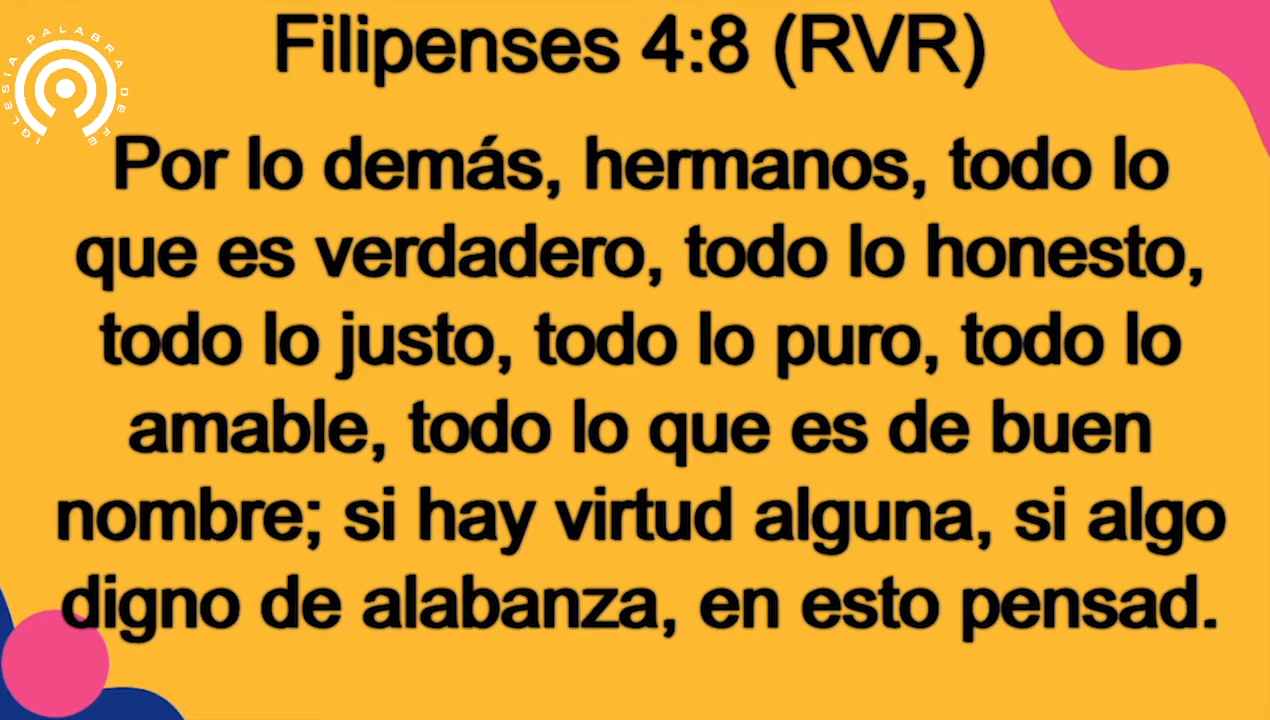 Filipenses 4:8 (RVR)
IGLESIA PALABRA DE FE
Por lo demás, hermanos, todo lo
que es verdadero, todo lo honesto,
todo lo justo, todo lo puro, todo lo
amable, todo lo que es de buen
nombre; si hay virtud alguna, si algo
digno de alabanza, en esto pensad.